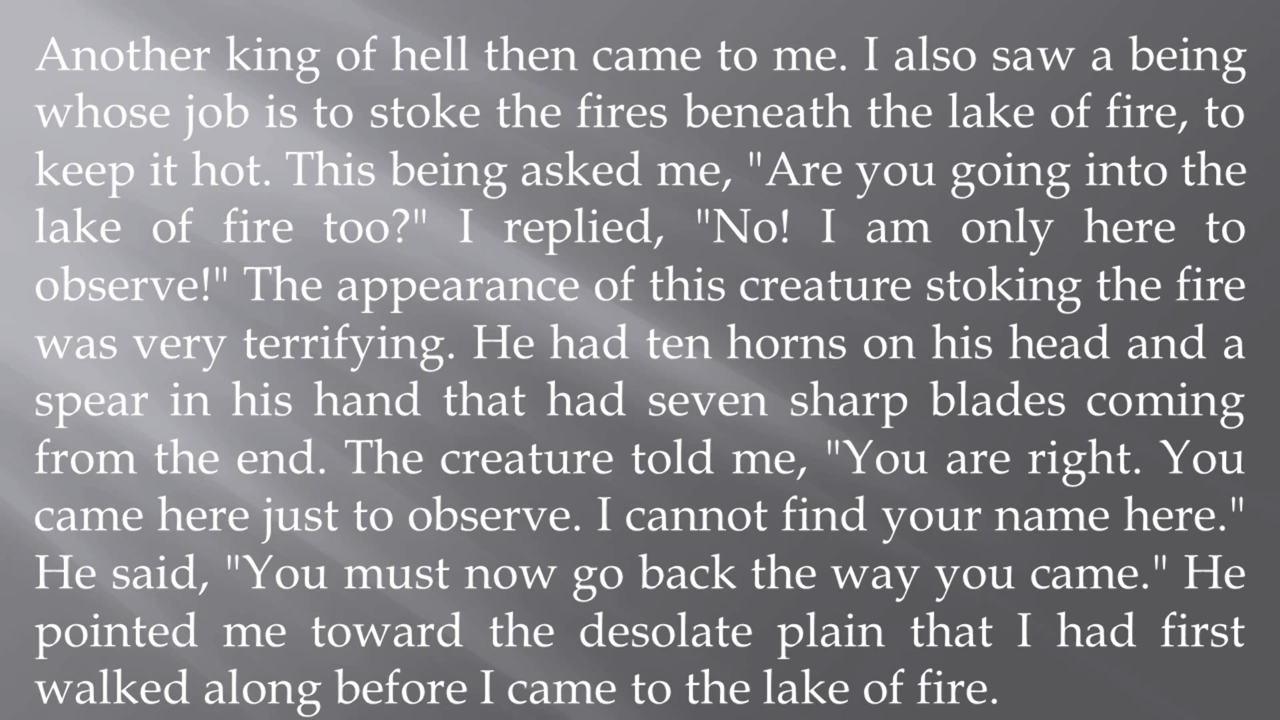 Another king of hell then came to me. I also saw a being
whose job is to stoke the fires beneath the lake of fire, to
keep it hot. This being asked me, "Are you going into the
lake of fire too?" I replied, "No! I am only here to
observe!" The appearance of this creature stoking the fire
was very terrifying. He had ten horns on his head and a
spear in his hand that had seven sharp blades coming
from the end. The creature told me, "You are right. You
came here just to observe. I cannot find your name here."
He said, "You must now go back the way you came." He
pointed me toward the desolate plain that I had first
walked along before I came to the lake of fire.